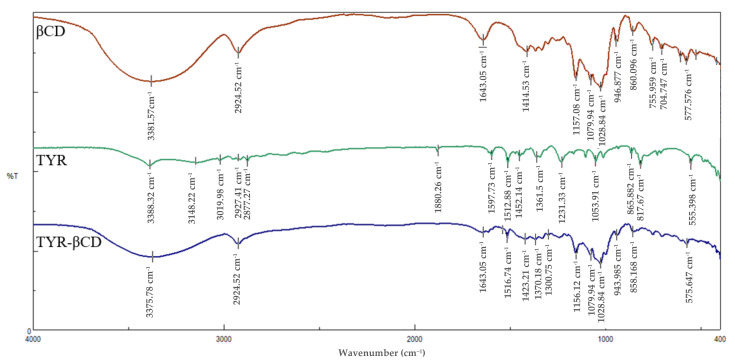 βCD
3381.57cm⁻¹
2924.52 cm⁻¹
1643.05 cm⁻¹
1414.53 cm⁻¹
1157.08 cm⁻¹
1079.94 cm⁻¹
1028.84 cm⁻¹
946.877 cm⁻¹
860.096 cm⁻¹
755.959 cm⁻¹
704.747 cm⁻¹
577.576 cm⁻¹
TYR
3388.32 cm⁻¹
3148.22 cm⁻¹
3019.98 cm⁻¹
2927.41 cm⁻¹
2877.27 cm⁻¹
1880.26 cm⁻¹
1597.73 cm⁻¹
1512.88 cm⁻¹
1452.14 cm⁻¹
1361.5 cm⁻¹
1231.33 cm⁻¹
1053.91 cm⁻¹
865.882 cm⁻¹
817.67 cm⁻¹
555.398 cm⁻¹
%T
TYR-βCD
3375.78 cm⁻¹
2924.52 cm⁻¹
1643.05 cm⁻¹
1516.74 cm⁻¹
1423.21 cm⁻¹
1370.18 cm⁻¹
1300.75 cm⁻¹
1156.12 cm⁻¹
1079.94 cm⁻¹
1028.84 cm⁻¹
943.985 cm⁻¹
858.168 cm⁻¹
575.647 cm⁻¹
0
4000 3000 2000 1000 400
Wavenumber (cm⁻¹)